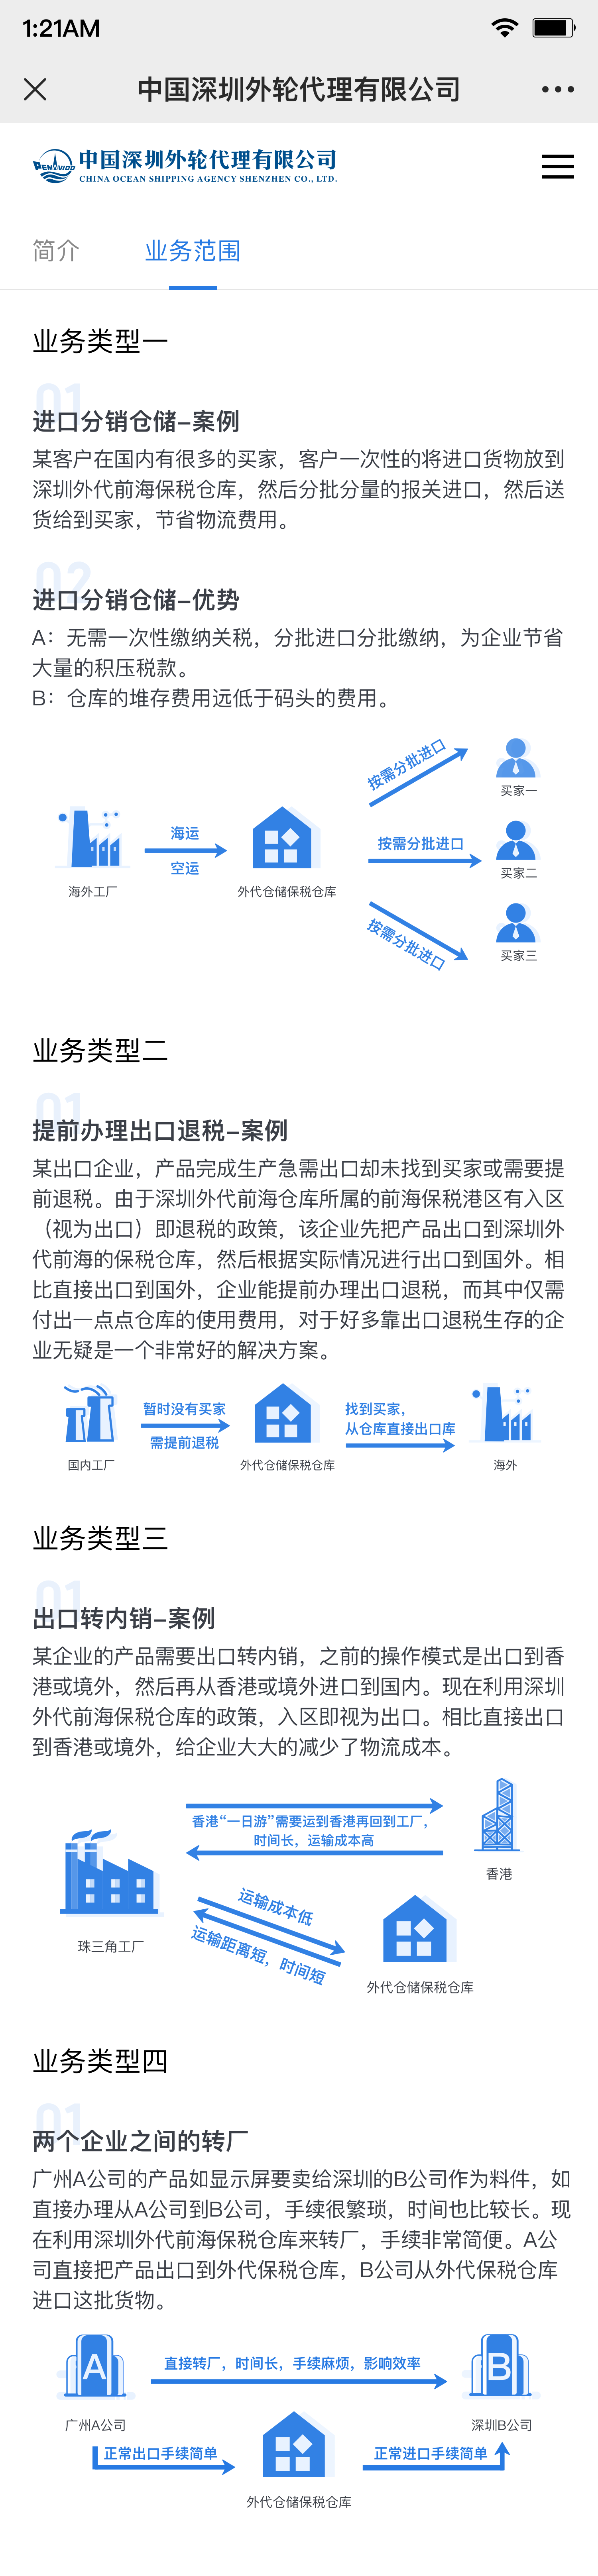 1:21AM
中国深圳外轮代理有限公司
PENAVICO
中国深圳外轮代理有限公司
CHINA OCEAN SHIPPING AGENCY SHENZHEN CO., LTD.
简介 业务范围
业务类型一
01
进口分销仓储–案例
某客户在国内有很多的买家，客户一次性的将进口货物放到
深圳外代前海保税仓库，然后分批分量的报关进口，然后送
货给到买家，节省物流费用。
02
进口分销仓储–优势
A：无需一次性缴纳关税，分批进口分批缴纳，为企业节省
大量的积压税款。
B：仓库的堆存费用远低于码头的费用。
海外工厂
海运
空运
外代仓储保税仓库
按需分批进口
买家一
按需分批进口
买家二
按需分批进口
买家三
业务类型二
01
提前办理出口退税–案例
某出口企业，产品完成生产急需出口却未找到买家或需要提
前退税。由于深圳外代前海仓库所属的前海保税港区有入区
（视为出口）即退税的政策，该企业先把产品出口到深圳外
代前海的保税仓库，然后根据实际情况进行出口到国外。相
比直接出口到国外，企业能提前办理出口退税，而其中仅需
付出一点点仓库的使用费用，对于好多靠出口退税生存的企
业无疑是一个非常好的解决方案。
国内工厂
暂时没有买家
需提前退税
外代仓储保税仓库
找到买家，
从仓库直接出口库
海外
业务类型三
01
出口转内销–案例
某企业的产品需要出口转内销，之前的操作模式是出口到香
港或境外，然后再从香港或境外进口到国内。现在利用深圳
外代前海保税仓库的政策，入区即视为出口。相比直接出口
到香港或境外，给企业大大的减少了物流成本。
香港“一日游”需要运到香港再回到工厂，
时间长，运输成本高
香港
珠三角工厂
运输成本低
运输距离短，时间短
外代仓储保税仓库
业务类型四
01
两个企业之间的转厂
广州A公司的产品如显示屏要卖给深圳的B公司作为料件，如
直接办理从A公司到B公司，手续很繁琐，时间也比较长。现
在利用深圳外代前海保税仓库来转厂，手续非常简便。A公
司直接把产品出口到外代保税仓库，B公司从外代保税仓库
进口这批货物。
A
直接转厂，时间长，手续麻烦，影响效率
B
广州A公司
深圳B公司
正常出口手续简单
正常进口手续简单
外代仓储保税仓库